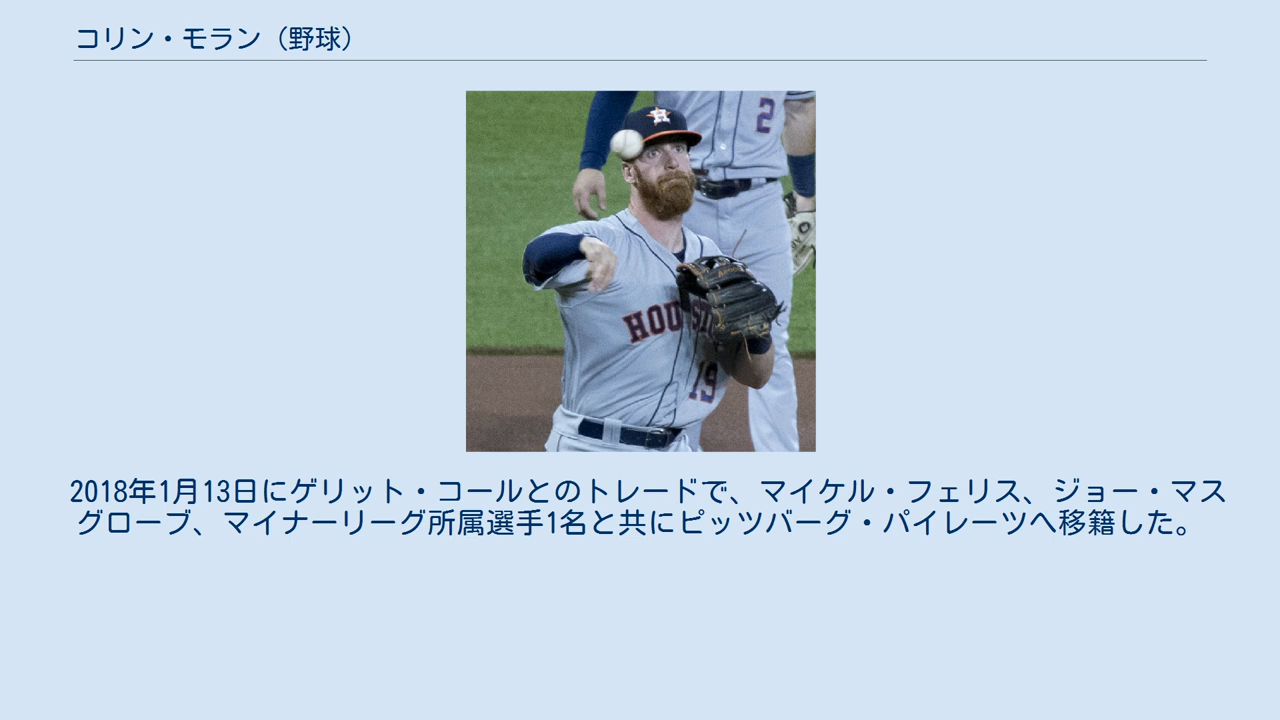 コリン・モラン（野球）
2
HOUSTON
19
2018年1月13日にゲリット・コールとのトレードで、マイケル・フェリス、ジョー・マス
グローブ、マイナーリーグ所属選手1名と共にピッツバーグ・パイレーツへ移籍した。